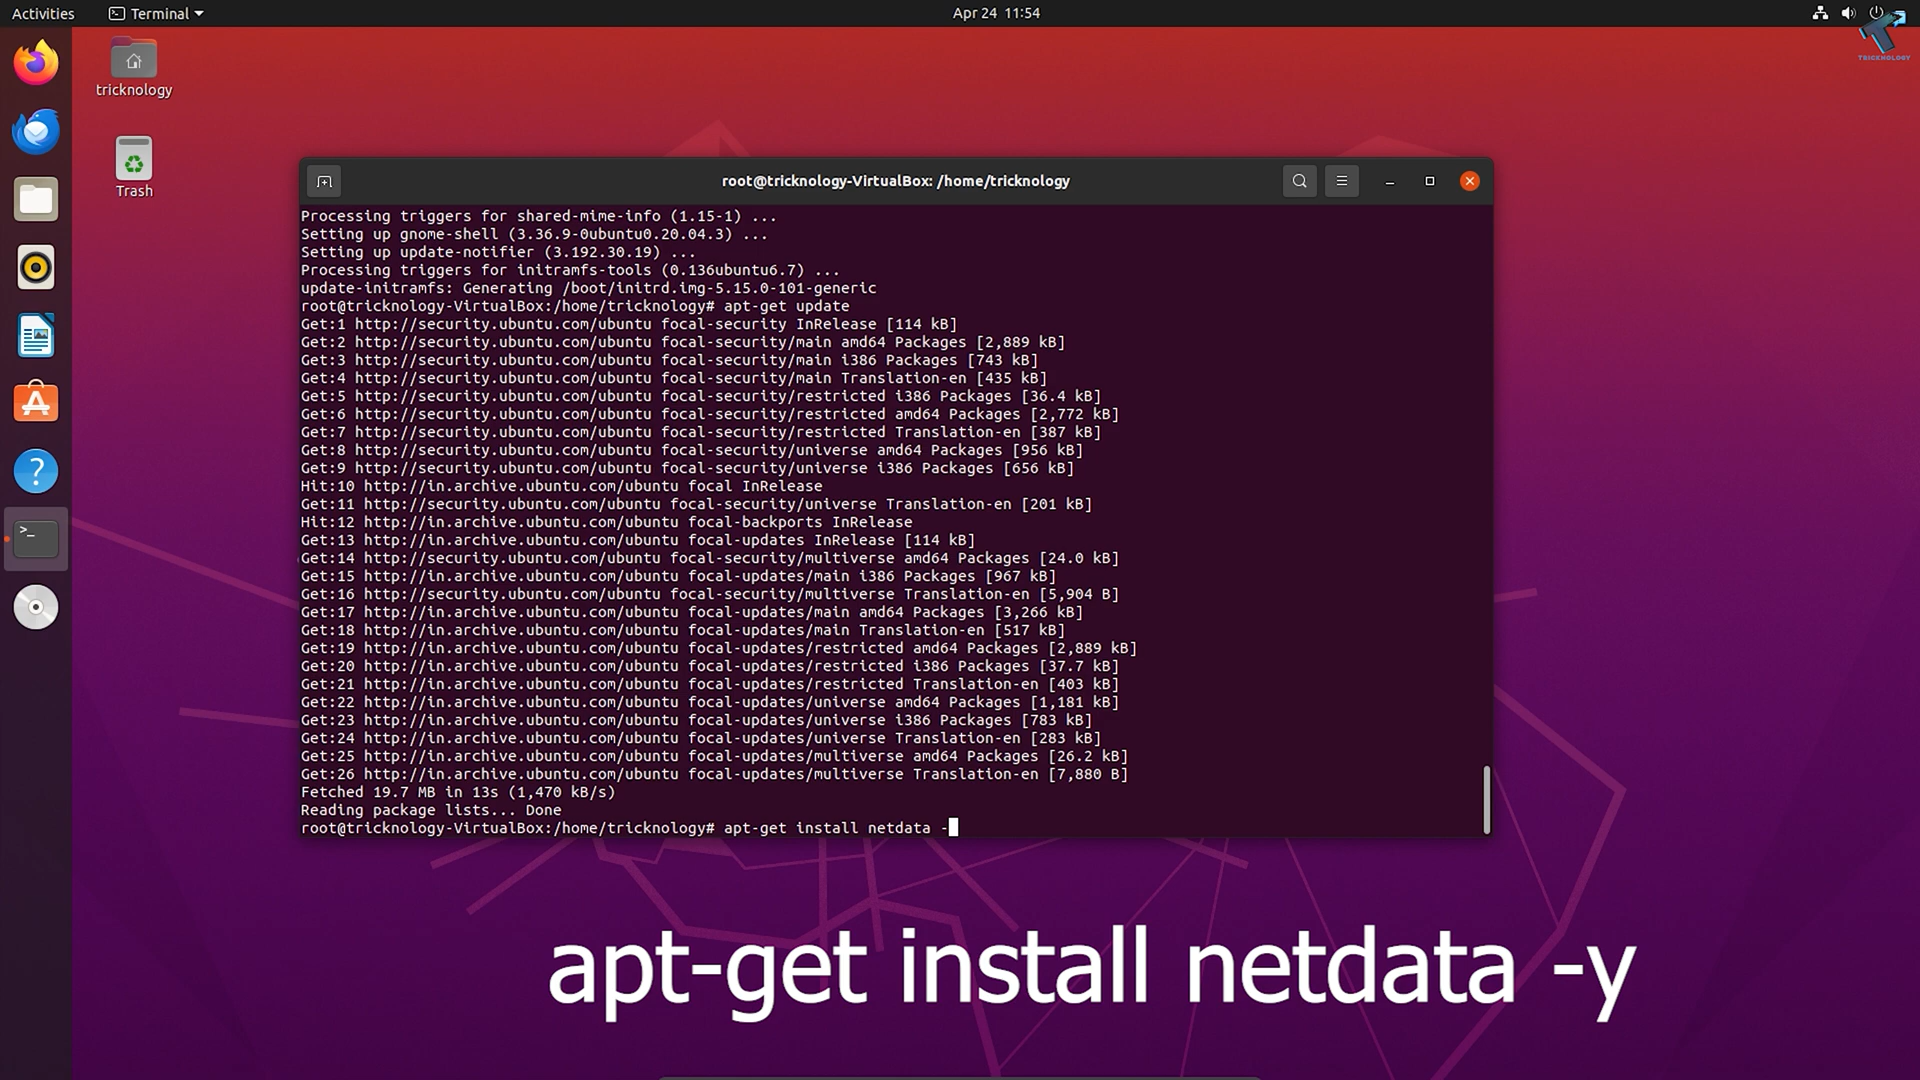 Activities
Terminal
Apr 24 11:54
TRICKNOLOGY
tricknology
Trash
root@tricknology-VirtualBox: /home/tricknology
Processing triggers for shared-mime-info (1.15-1) ...
Setting up gnome-shell (3.36.9-0ubuntu0.20.04.3) ...
Setting up update-notifier (3.192.30.19) ...
Processing triggers for initramfs-tools (0.136ubuntu6.7) ...
update-initramfs: Generating /boot/initrd.img-5.15.0-101-generic
root@tricknology-VirtualBox:/home/tricknology# apt-get update
Get:1 http://security.ubuntu.com/ubuntu focal-security InRelease [114 kB]
Get:2 http://security.ubuntu.com/ubuntu focal-security/main amd64 Packages [2,889 kB]
Get:3 http://security.ubuntu.com/ubuntu focal-security/main i386 Packages [743 kB]
Get:4 http://security.ubuntu.com/ubuntu focal-security/main Translation-en [435 kB]
Get:5 http://security.ubuntu.com/ubuntu focal-security/restricted i386 Packages [36.4 kB]
Get:6 http://security.ubuntu.com/ubuntu focal-security/restricted amd64 Packages [2,772 kB]
Get:7 http://security.ubuntu.com/ubuntu focal-security/restricted Translation-en [387 kB]
Get:8 http://security.ubuntu.com/ubuntu focal-security/universe amd64 Packages [956 kB]
Get:9 http://security.ubuntu.com/ubuntu focal-security/universe i386 Packages [656 kB]
Hit:10 http://in.archive.ubuntu.com/ubuntu focal InRelease
Get:11 http://security.ubuntu.com/ubuntu focal-security/universe Translation-en [201 kB]
Hit:12 http://in.archive.ubuntu.com/ubuntu focal-backports InRelease
Get:13 http://in.archive.ubuntu.com/ubuntu focal-updates InRelease [114 kB]
Get:14 http://security.ubuntu.com/ubuntu focal-security/multiverse amd64 Packages [24.0 kB]
Get:15 http://in.archive.ubuntu.com/ubuntu focal-updates/main i386 Packages [967 kB]
Get:16 http://security.ubuntu.com/ubuntu focal-security/multiverse Translation-en [5,904 B]
Get:17 http://in.archive.ubuntu.com/ubuntu focal-updates/main amd64 Packages [3,266 kB]
Get:18 http://in.archive.ubuntu.com/ubuntu focal-updates/main Translation-en [517 kB]
Get:19 http://in.archive.ubuntu.com/ubuntu focal-updates/restricted amd64 Packages [2,889 kB]
Get:20 http://in.archive.ubuntu.com/ubuntu focal-updates/restricted i386 Packages [37.7 kB]
Get:21 http://in.archive.ubuntu.com/ubuntu focal-updates/restricted Translation-en [403 kB]
Get:22 http://in.archive.ubuntu.com/ubuntu focal-updates/universe amd64 Packages [1,181 kB]
Get:23 http://in.archive.ubuntu.com/ubuntu focal-updates/universe i386 Packages [783 kB]
Get:24 http://in.archive.ubuntu.com/ubuntu focal-updates/universe Translation-en [283 kB]
Get:25 http://in.archive.ubuntu.com/ubuntu focal-updates/multiverse amd64 Packages [26.2 kB]
Get:26 http://in.archive.ubuntu.com/ubuntu focal-updates/multiverse Translation-en [7,880 B]
Fetched 19.7 MB in 13s (1,470 kB/s)
Reading package lists... Done
root@tricknology-VirtualBox:/home/tricknology# apt-get install netdata -
apt-get install netdata -y